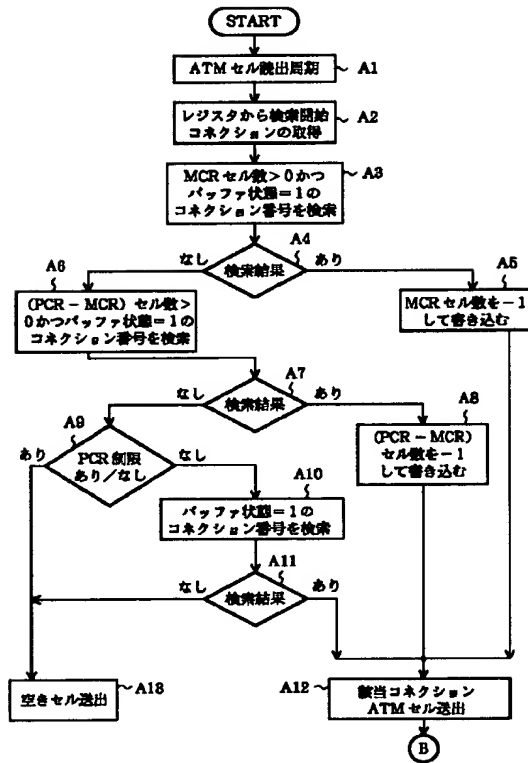 START
ATMセル読出周期
A1
レジスタから検索開始
コネクションの取得
A2
MCRセル数>0かつ
バッファ状態=1の
コネクション番号を検索
A3
A4
検索結果
なし
あり
A6
(PCR-MCR)セル数>
0かつバッファ状態=1の
コネクション番号を検索
A5
MCRセル数を-1
して書き込む
A7
検索結果
なし
あり
A8
(PCR-MCR)
セル数を-1
して書き込む
A9
PCR制限
あり/なし
あり
なし
A10
バッファ状態=1の
コネクション番号を検索
A11
検索結果
なし
あり
空きセル送出
A13
A12
該当コネクション
ATMセル送出
B